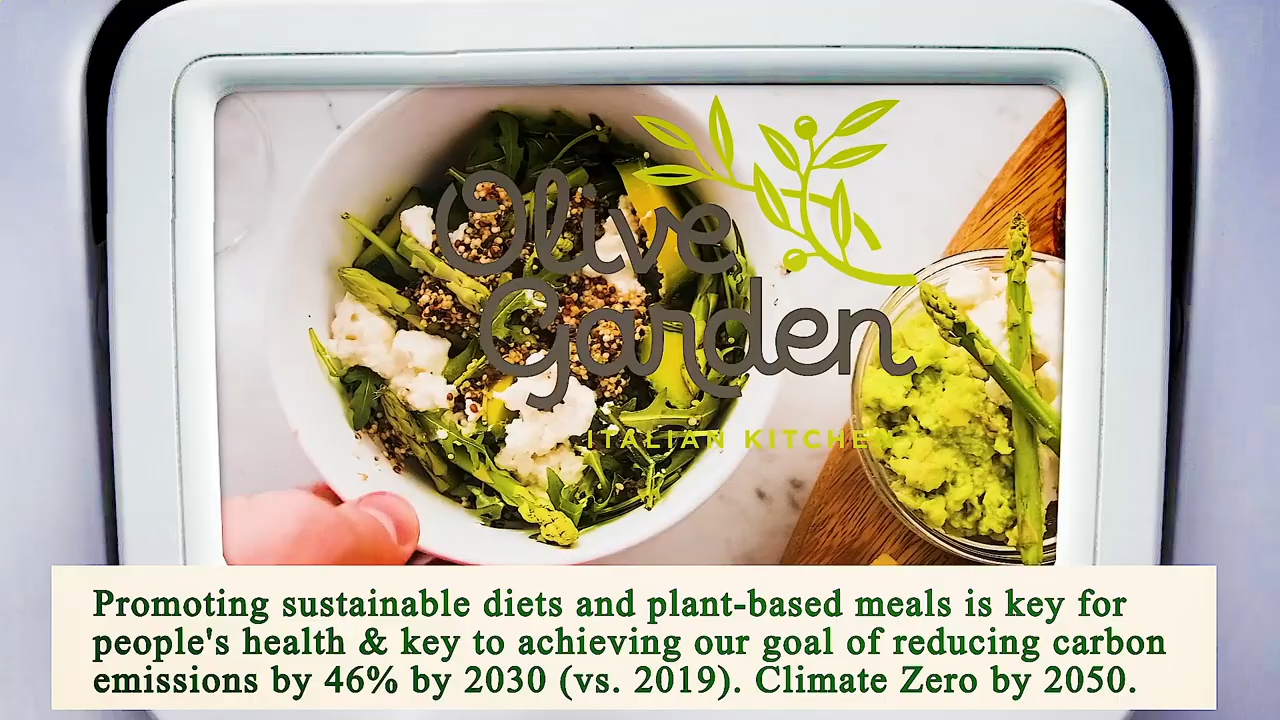 Olive
Garden
ITALIAN KITCHEN
Promoting sustainable diets and plant-based meals is key for
people's health & key to achieving our goal of reducing carbon
emissions by 46% by 2030 (vs. 2019). Climate Zero by 2050.